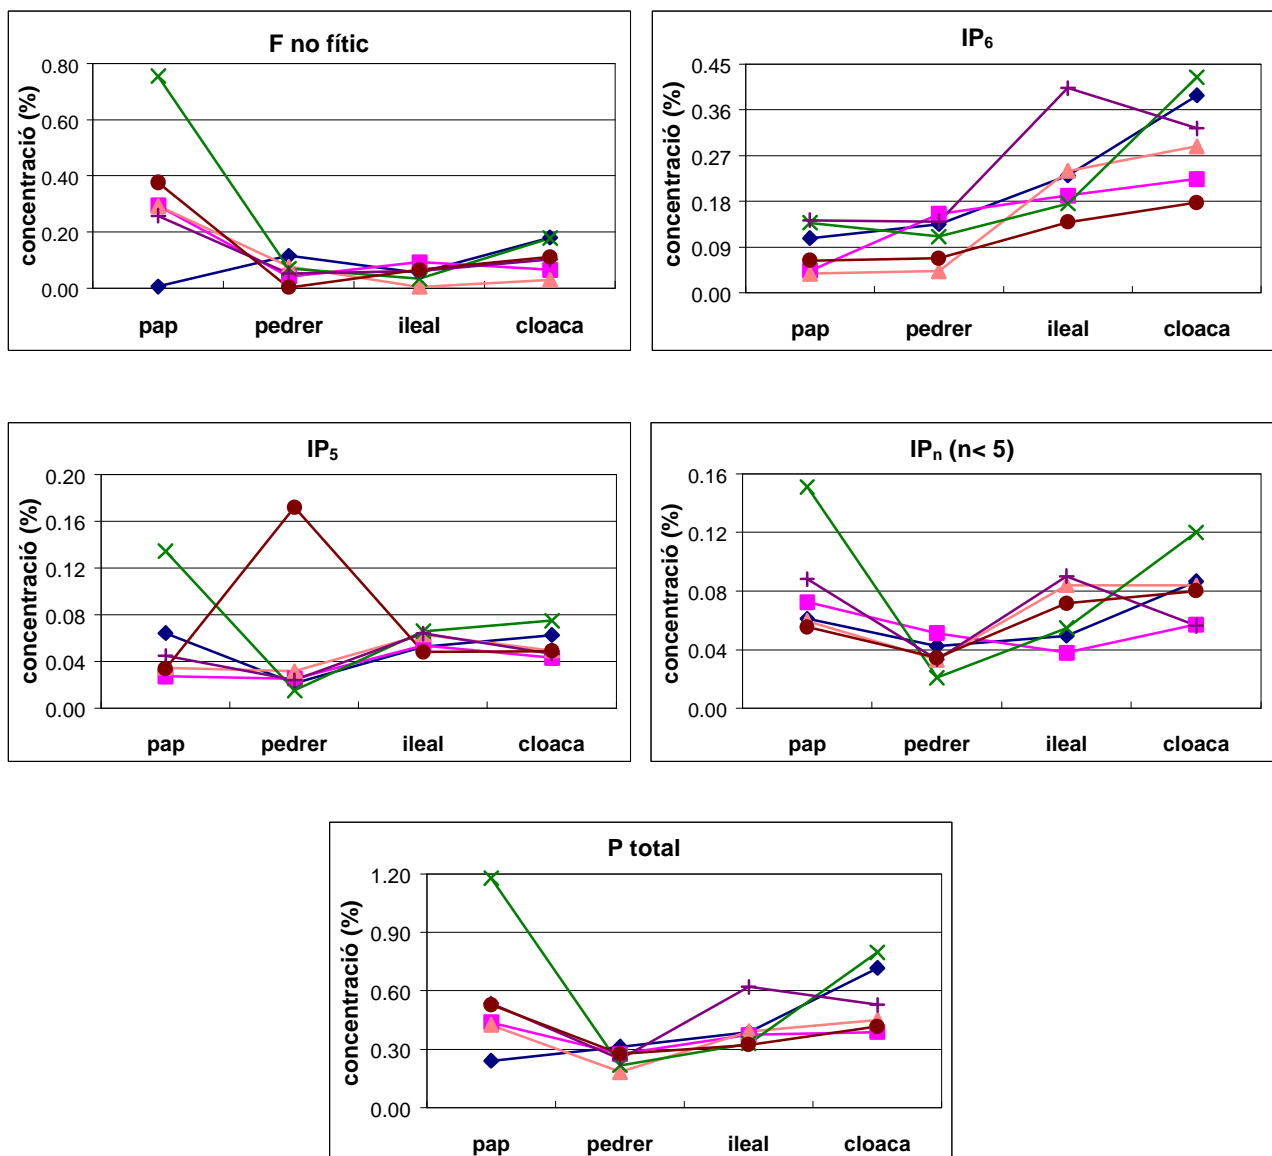 F no fític
concentració (%)
0.80
0.60
0.40
0.20
0.00
pap pedrer ileal cloaca
IP₆
concentració (%)
0.45
0.36
0.27
0.18
0.09
0.00
pap pedrer ileal cloaca
IP₅
concentració (%)
0.20
0.16
0.12
0.08
0.04
0.00
pap pedrer ileal cloaca
IPₙ (n< 5)
concentració (%)
0.16
0.12
0.08
0.04
0.00
pap pedrer ileal cloaca
P total
concentració (%)
1.20
0.90
0.60
0.30
0.00
pap pedrer ileal cloaca